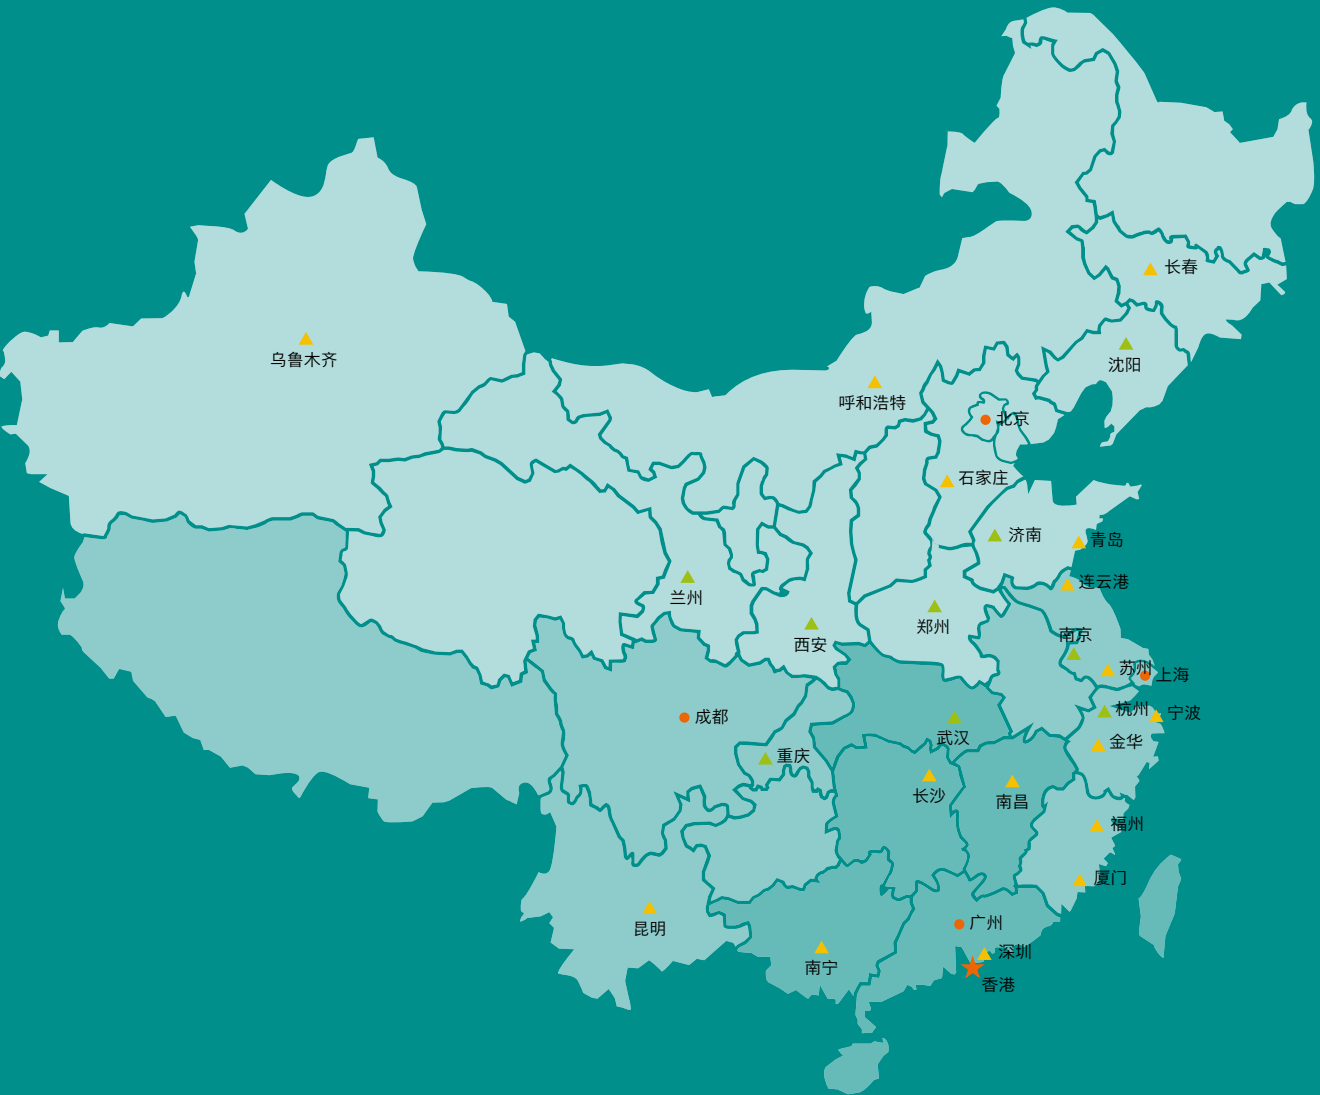 长春
乌鲁木齐
沈阳
呼和浩特
北京
石家庄
济南
青岛
连云港
兰州
郑州
南京
西安
苏州
上海
成都
杭州
宁波
武汉
金华
重庆
长沙
南昌
福州
厦门
昆明
广州
深圳
南宁
香港